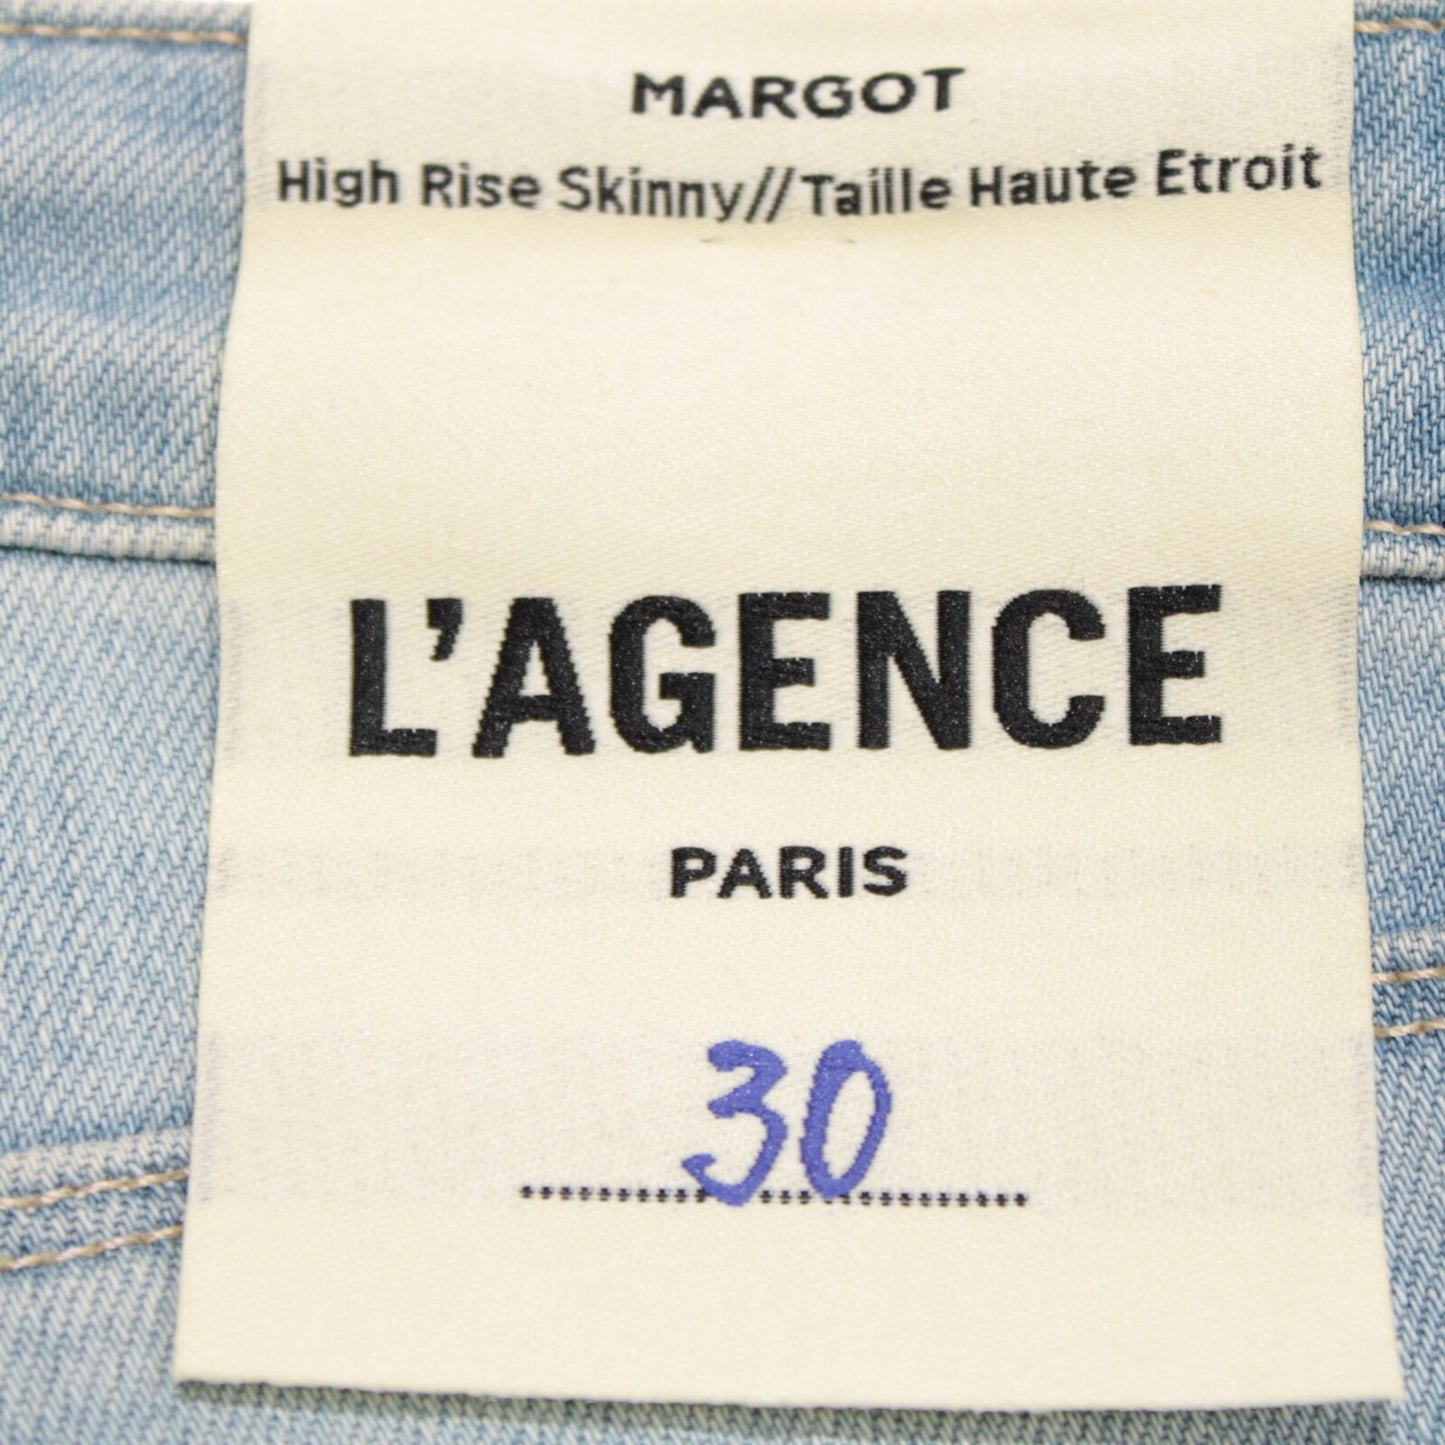 MARGOT
High Rise Skinny//Taille Haute Etroit
L'AGENCE
PARIS
30